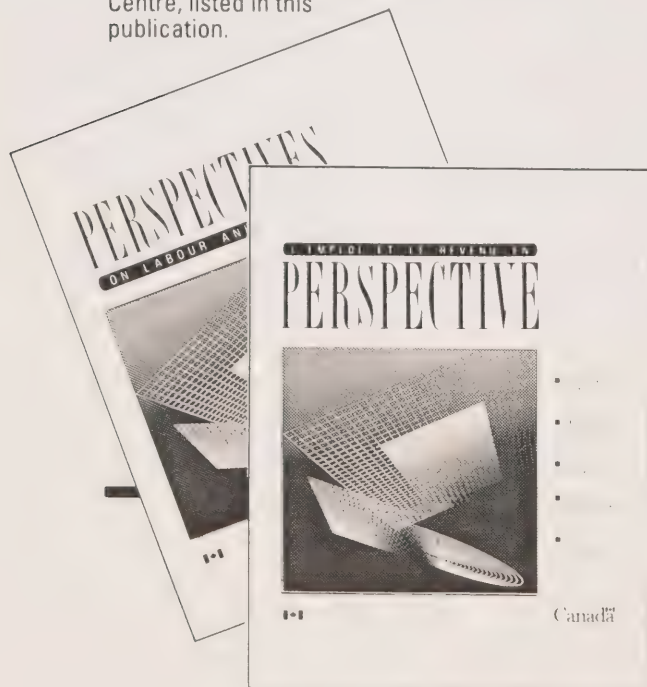 Centre, listed in this
publication.
PERSPECTIVES
ON LABOUR AN
L'EMPLOI ET LE REVENU EN
PERSPECTIVE
Canada